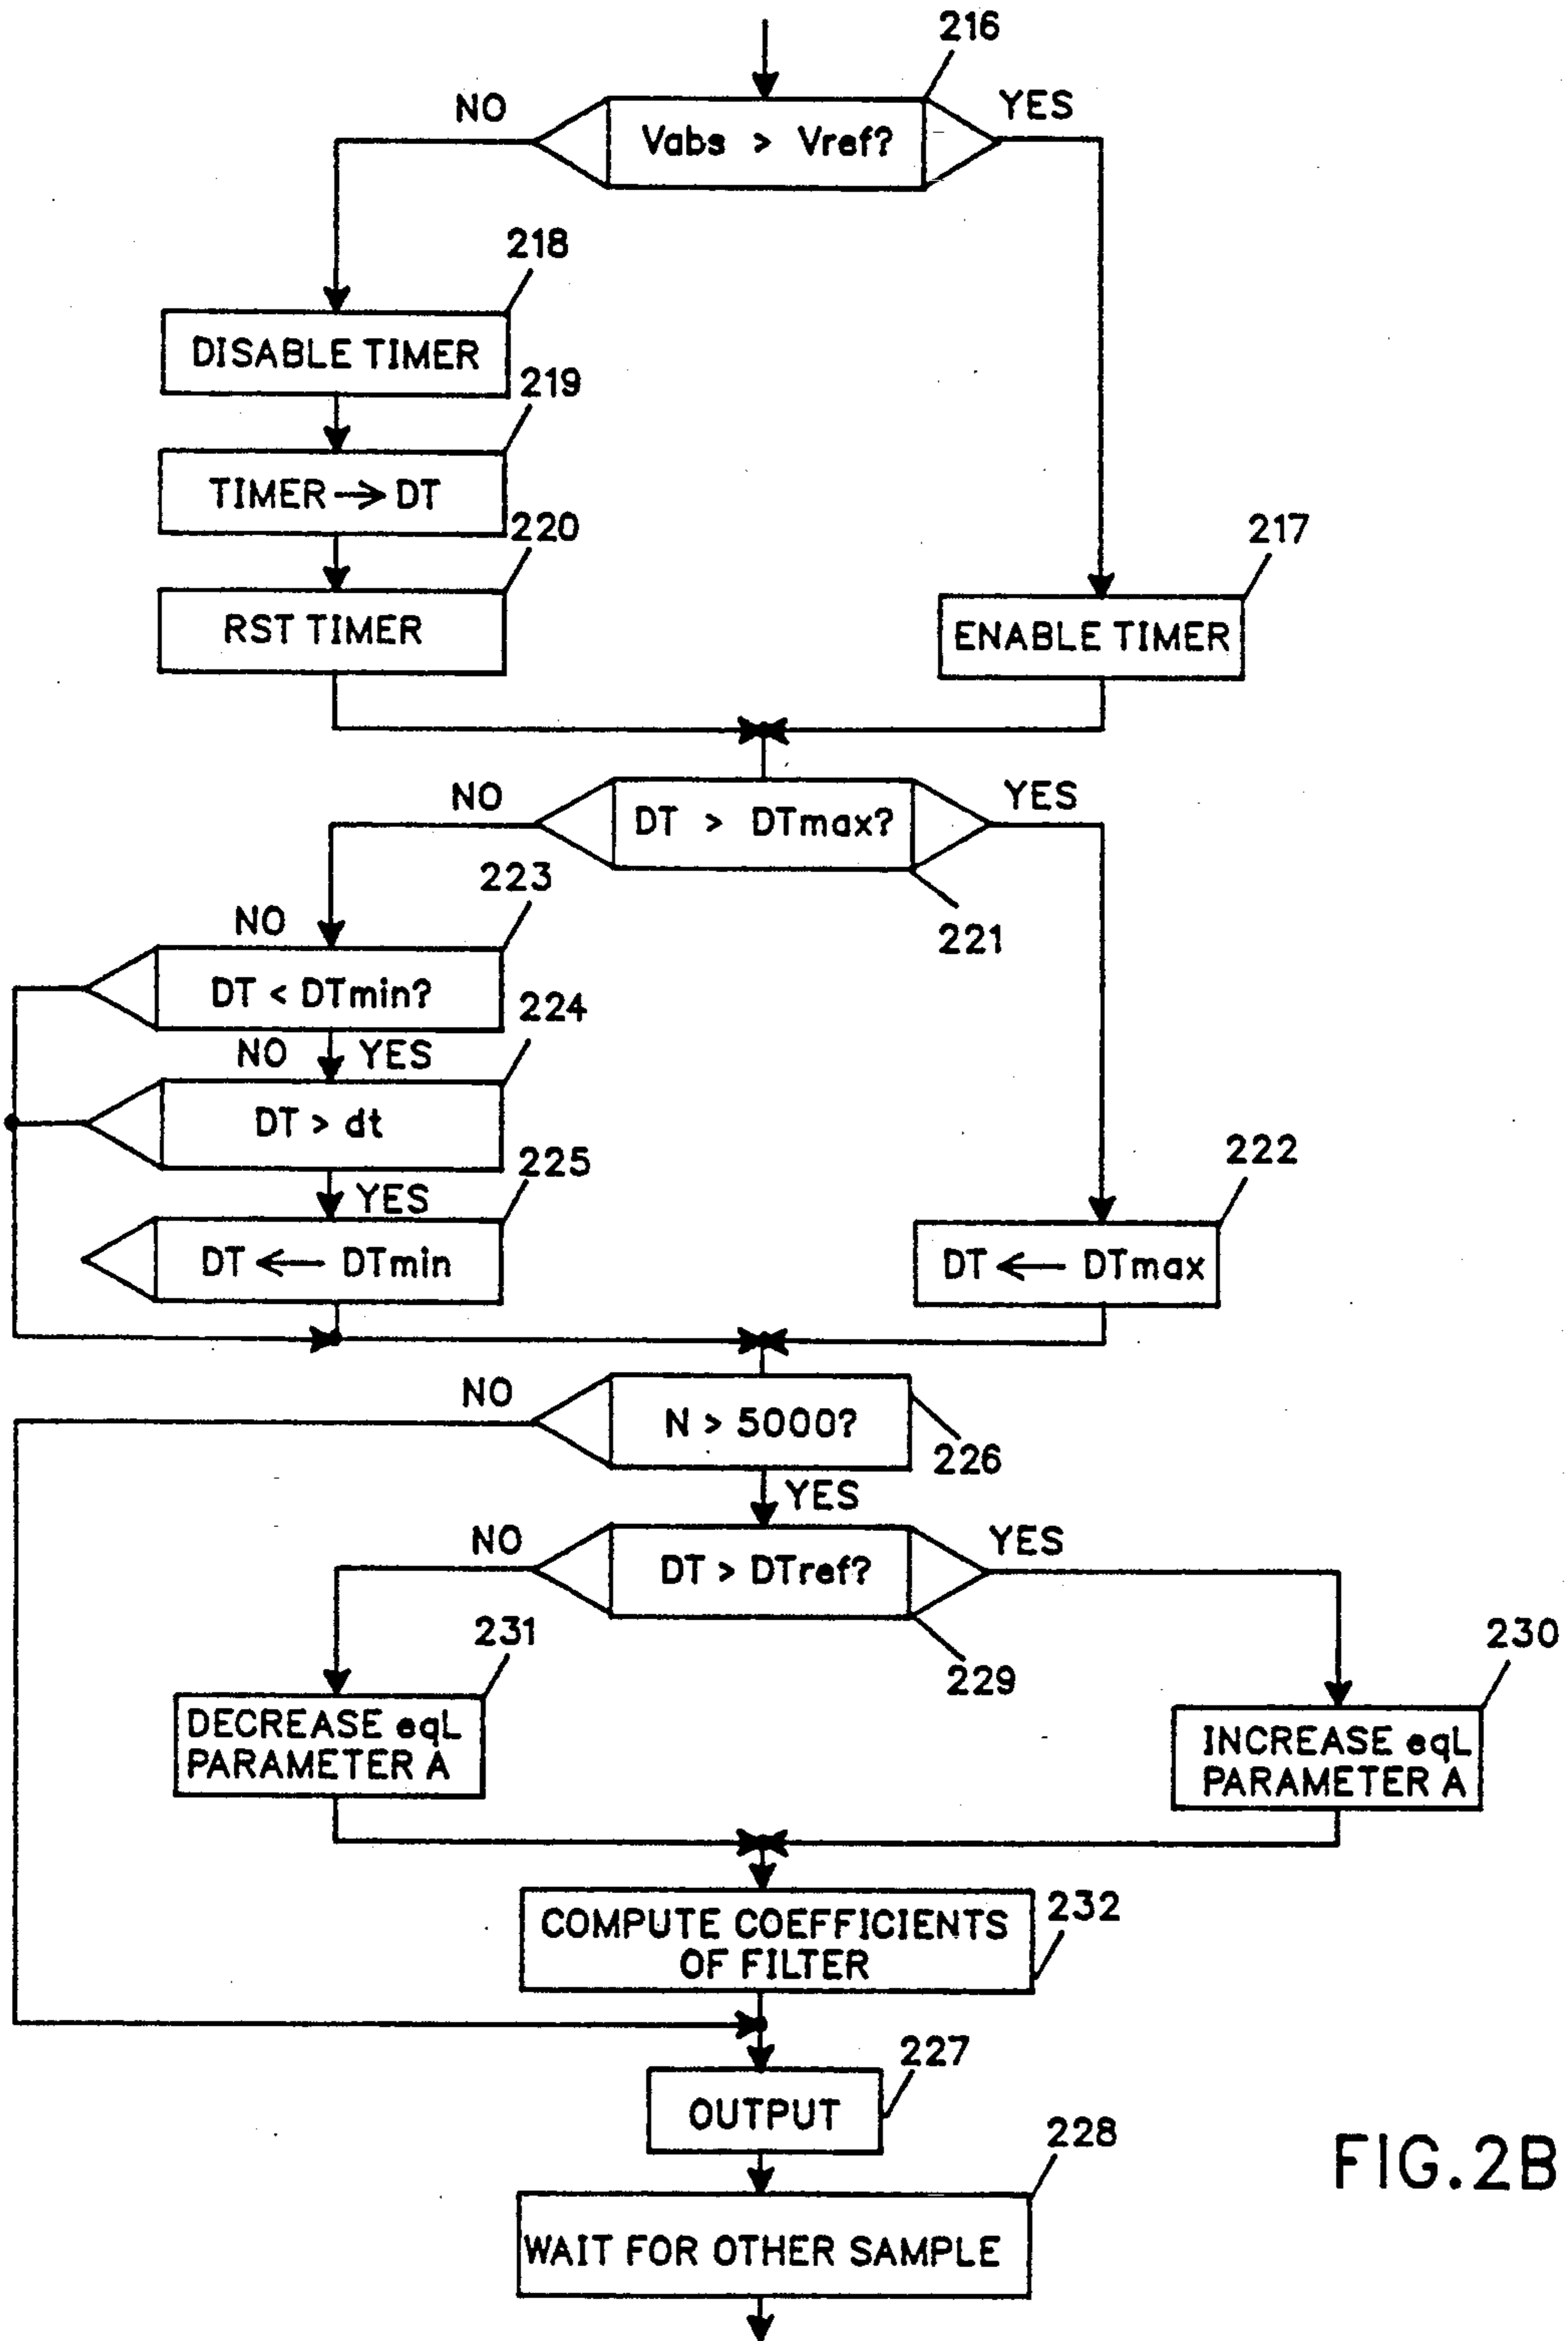 216
NO
YES
Vabs > Vref?
218
DISABLE TIMER
219
TIMER → DT
220
RST TIMER
217
ENABLE TIMER
NO
YES
DT > DTmax?
221
223
NO
DT < DTmin?
224
NO
YES
DT > dt
225
YES
DT ← DTmin
222
DT ← DTmax
NO
N > 5000?
226
YES
NO
YES
DT > DTref?
229
231
DECREASE eqL
PARAMETER A
230
INCREASE eqL
PARAMETER A
232
COMPUTE COEFFICIENTS
OF FILTER
227
OUTPUT
228
WAIT FOR OTHER SAMPLE
FIG.2B